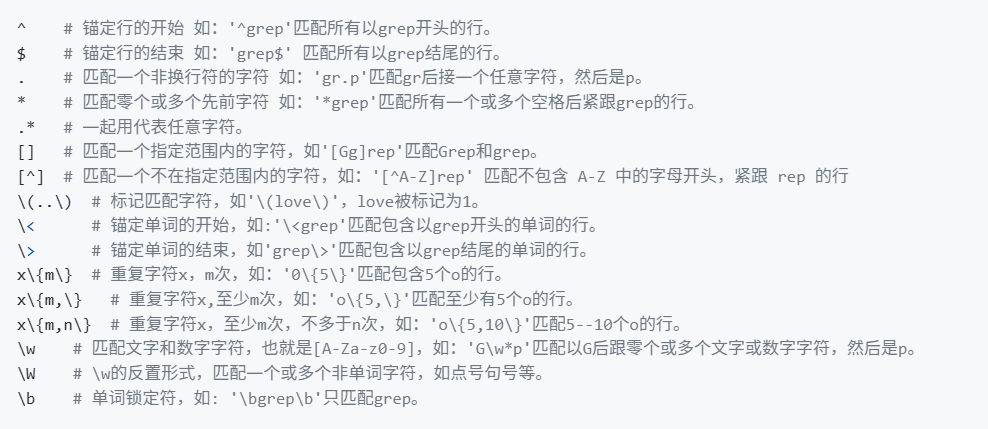 ^    # 锚定行的开始 如：'^grep'匹配所有以grep开头的行。
$    # 锚定行的结束 如：'grep$' 匹配所有以grep结尾的行。
.    # 匹配一个非换行符的字符 如：'gr.p'匹配gr后接一个任意字符，然后是p。
*    # 匹配零个或多个先前字符 如：'*grep'匹配所有一个或多个空格后紧跟grep的行。
.*   # 一起用代表任意字符。
[]   # 匹配一个指定范围内的字符，如'[Gg]rep'匹配Grep和grep。
[^]  # 匹配一个不在指定范围内的字符，如：'[^A-Z]rep' 匹配不包含 A-Z 中的字母开头，紧跟 rep 的行
\(..\)  # 标记匹配字符，如'\(love\)'，love被标记为1。
\<      # 锚定单词的开始，如:'\<grep'匹配包含以grep开头的单词的行。
\>      # 锚定单词的结束，如'grep\>'匹配包含以grep结尾的单词的行。
x\{m\}  # 重复字符x，m次，如：'0\{5\}'匹配包含5个o的行。
x\{m,\}   # 重复字符x,至少m次，如：'o\{5,\}'匹配至少有5个o的行。
x\{m,n\}  # 重复字符x，至少m次，不多于n次，如：'o\{5,10\}'匹配5--10个o的行。
\w    # 匹配文字和数字字符，也就是[A-Za-z0-9]，如：'G\w*p'匹配以G后跟零个或多个文字或数字字符，然后是p。
\W    # \w的反置形式，匹配一个或多个非单词字符，如点号句号等。
\b    # 单词锁定符，如: '\bgrep\b'只匹配grep。